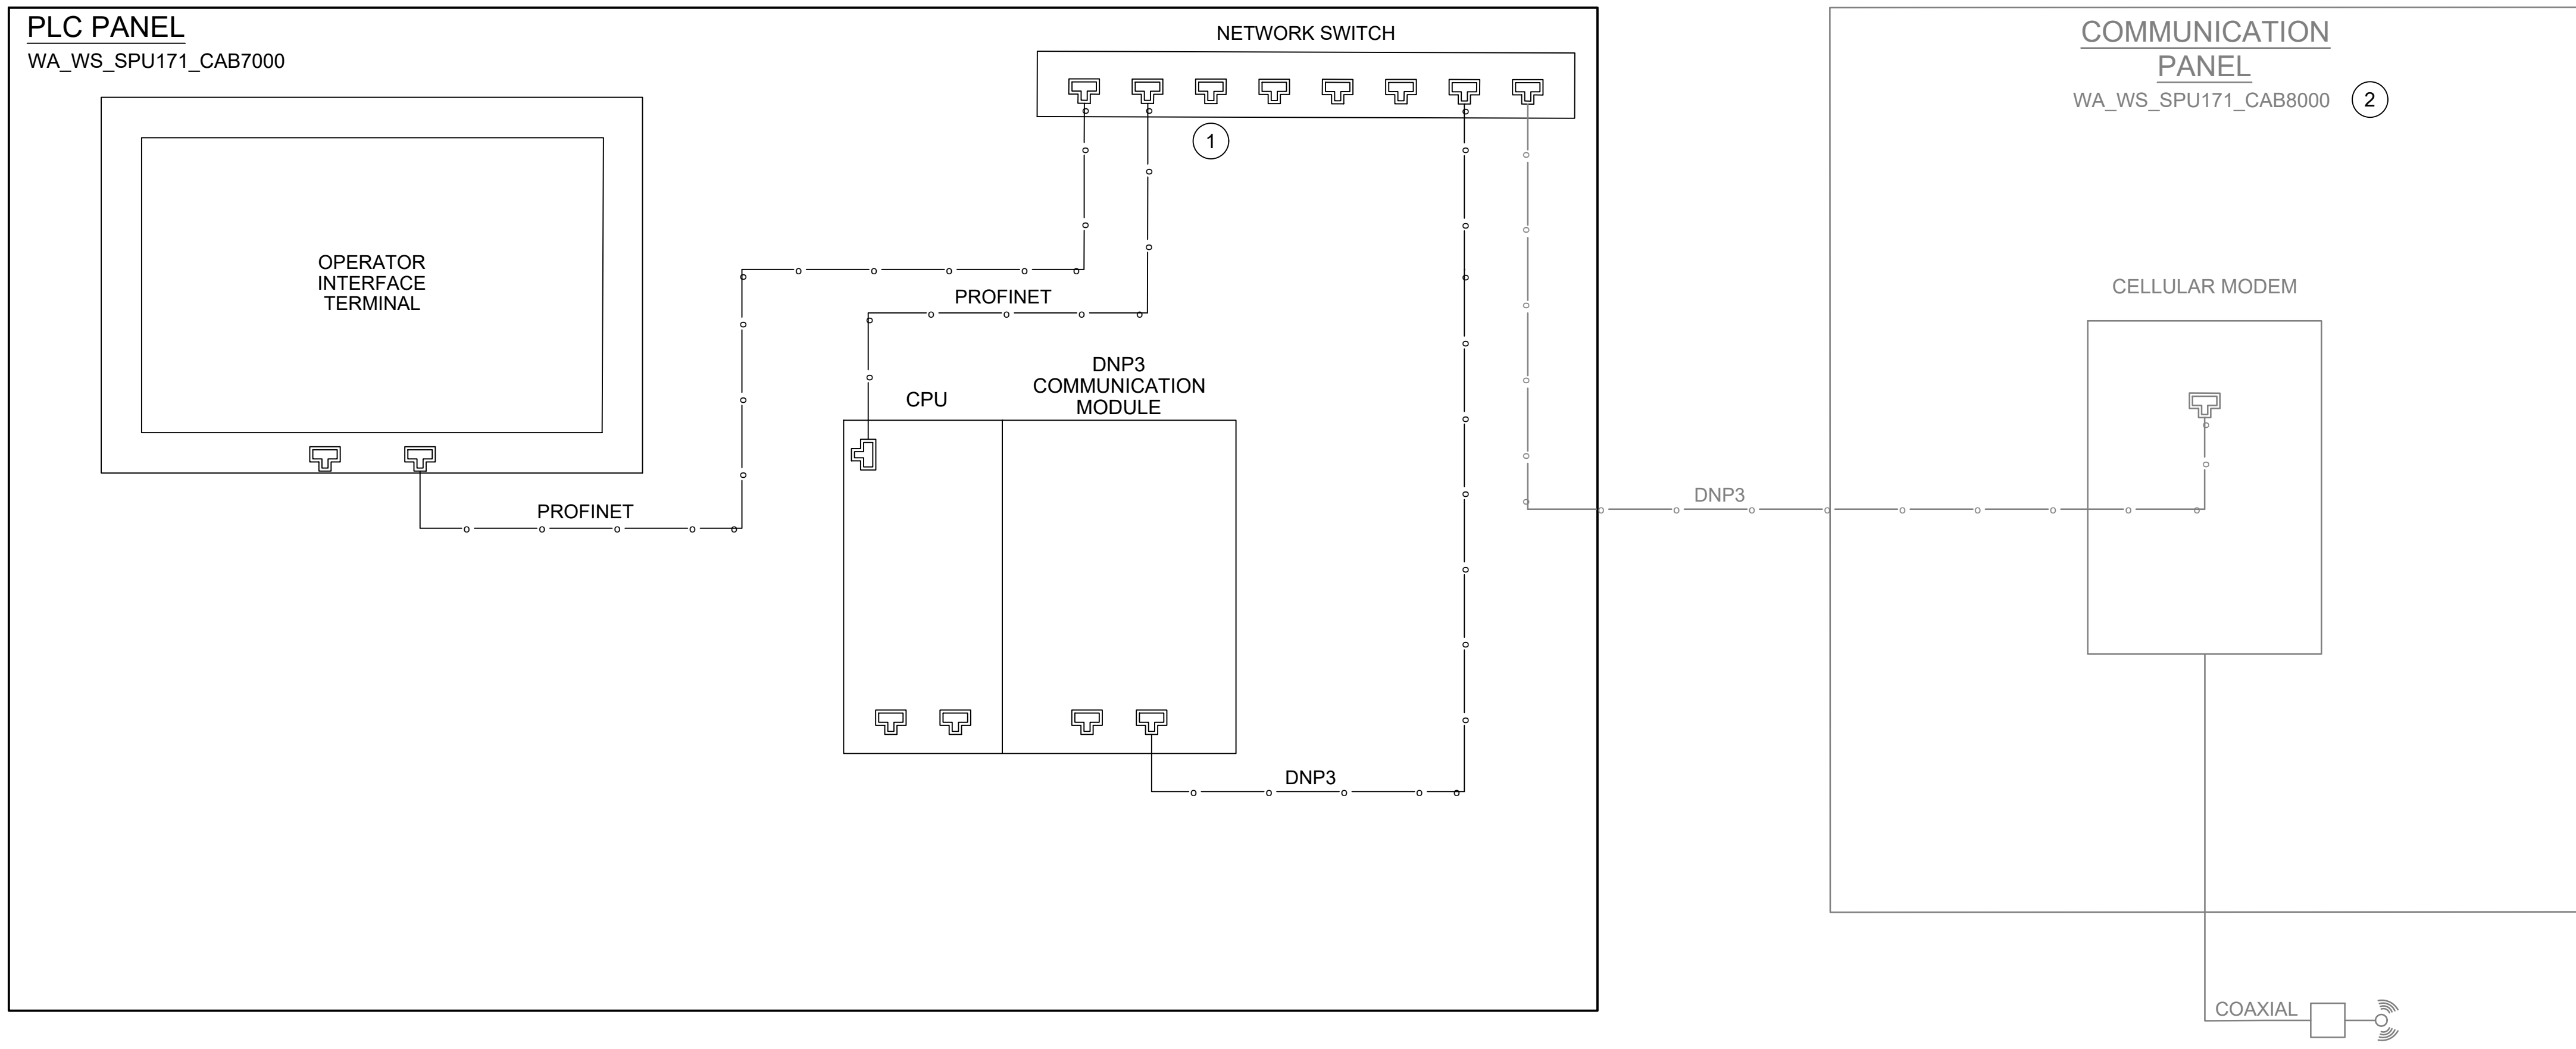 PLC PANEL
WA_WS_SPU171_CAB7000
NETWORK SWITCH
1
OPERATOR
INTERFACE
TERMINAL
PROFINET
PROFINET
CPU
DNP3
COMMUNICATION
MODULE
DNP3
DNP3
COMMUNICATION
PANEL
WA_WS_SPU171_CAB8000
2
CELLULAR MODEM
COAXIAL